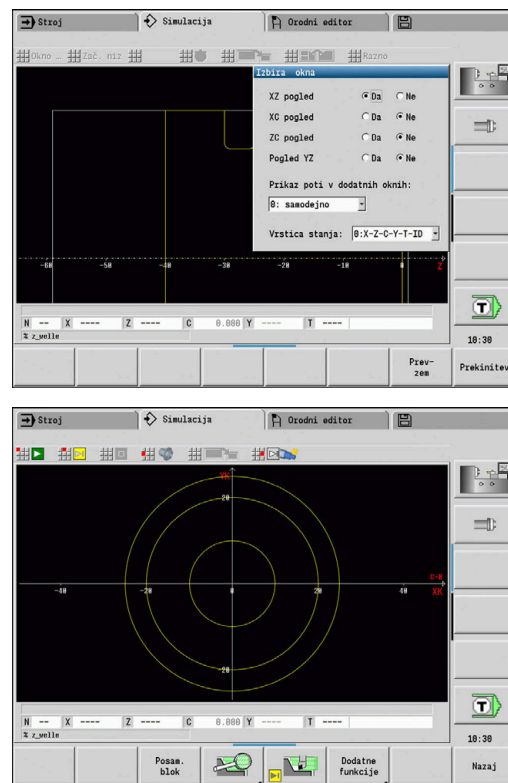 Stroj Simulacija Orodni editor
Okno … Zač. niz Razno
Izbira okna
XZ pogled Da Ne
XC pogled Da Ne
ZC pogled Da Ne
Pogled YZ Da Ne
Prikaz poti v dodatnih oknih:
0: samodejno
Vrstica stanja: 0:X-Z-C-Y-T-ID
-60 -50 -40 -30 -20 -10 0 Z
N -- X ---- Z ---- C 0.000 Y ---- T ----
% z_welle
T
10:30
Prev-
zem
Prekinitev
Stroj Simulacija Orodni editor
YK
20
C-R
-40 -20 0 20 40 XK
-20
N -- X ---- Z ---- C 0.000 Y ---- T ----
% z_welle
T
10:30
Posam.
blok
Dodatne
funkcije
Nazaj